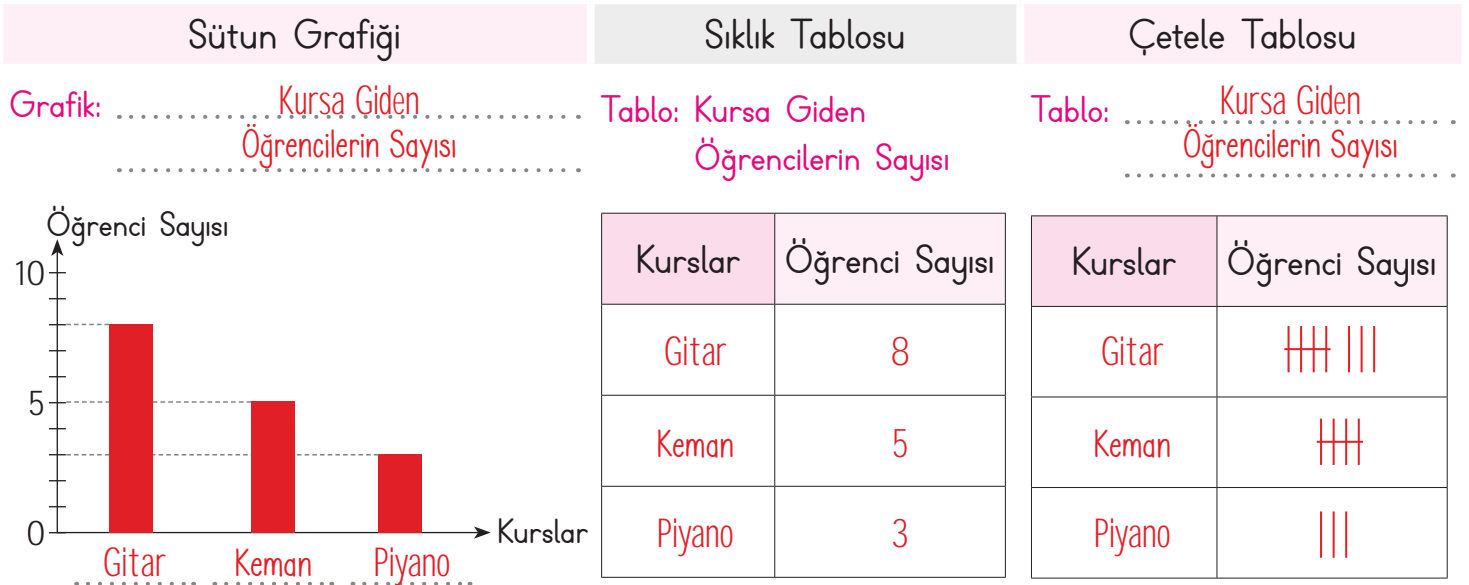 Sütun Grafiği
Grafik: Kursa Giden
Öğrencilerin Sayısı
Öğrenci Sayısı
10
5
0
Kurslar
Gitar Keman Piyano
Sıklık Tablosu
Tablo: Kursa Giden
Öğrencilerin Sayısı
Kurslar Öğrenci Sayısı
Gitar 8
Keman 5
Piyano 3
Çetele Tablosu
Tablo: Kursa Giden
Öğrencilerin Sayısı
Kurslar Öğrenci Sayısı
Gitar
Keman
Piyano